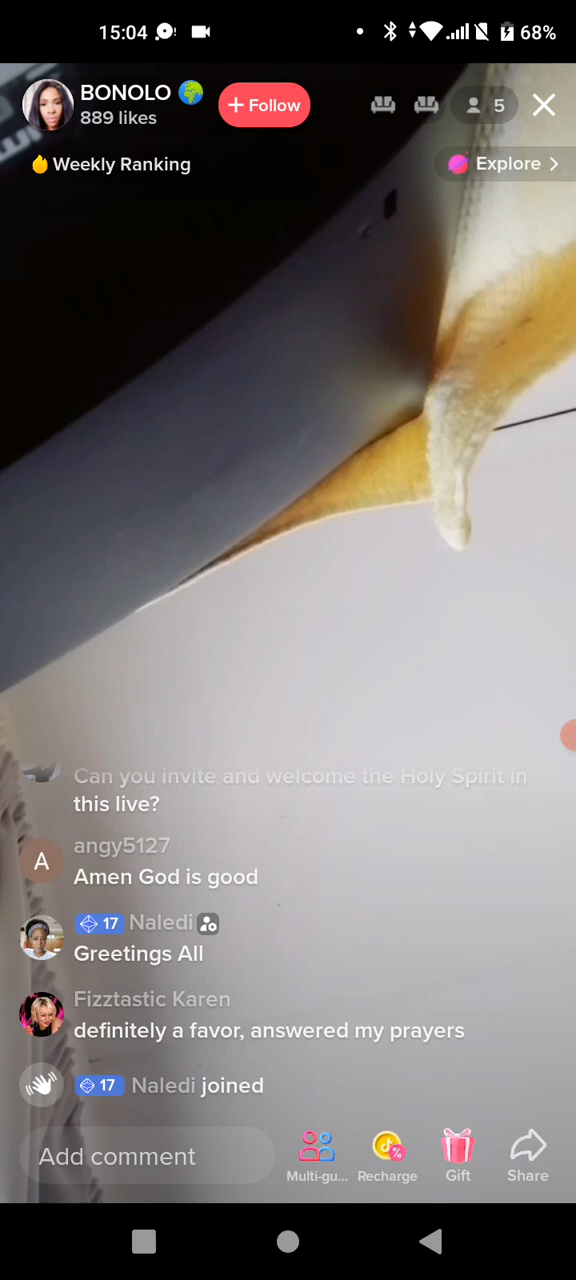 15:04
68%
BONOLO
889 likes
+ Follow
5
Weekly Ranking
Explore >
Can you invite and welcome the Holy Spirit in
this live?
angy5127
A
Amen God is good
17 Naledi
Greetings All
Fizztastic Karen
definitely a favor, answered my prayers
17 Naledi joined
Add comment
Multi-gu...
Recharge
Gift
Share